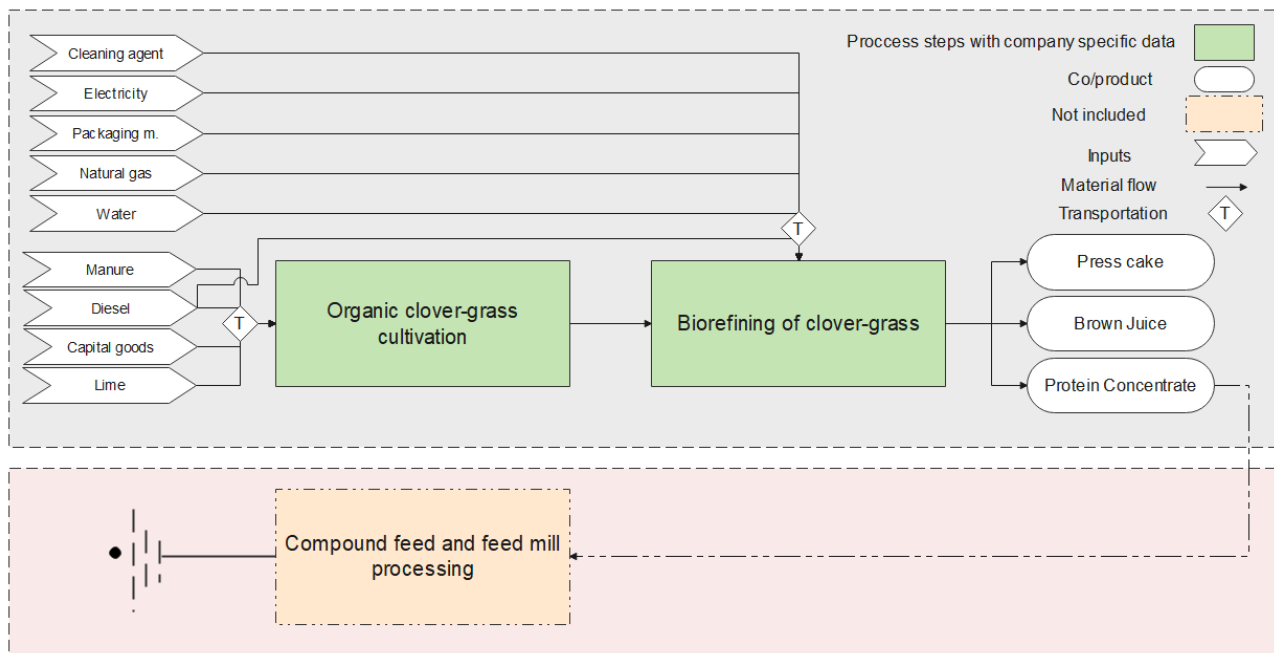 Cleaning agent
Electricity
Packaging m.
Natural gas
Water
Manure
Diesel
Capital goods
Lime
T
T
Organic clover-grass
cultivation
Biorefining of clover-grass
Proccess steps with company specific data
Co/product
Not included
Inputs
Material flow
Transportation
T
Press cake
Brown Juice
Protein Concentrate
Compound feed and feed mill
processing